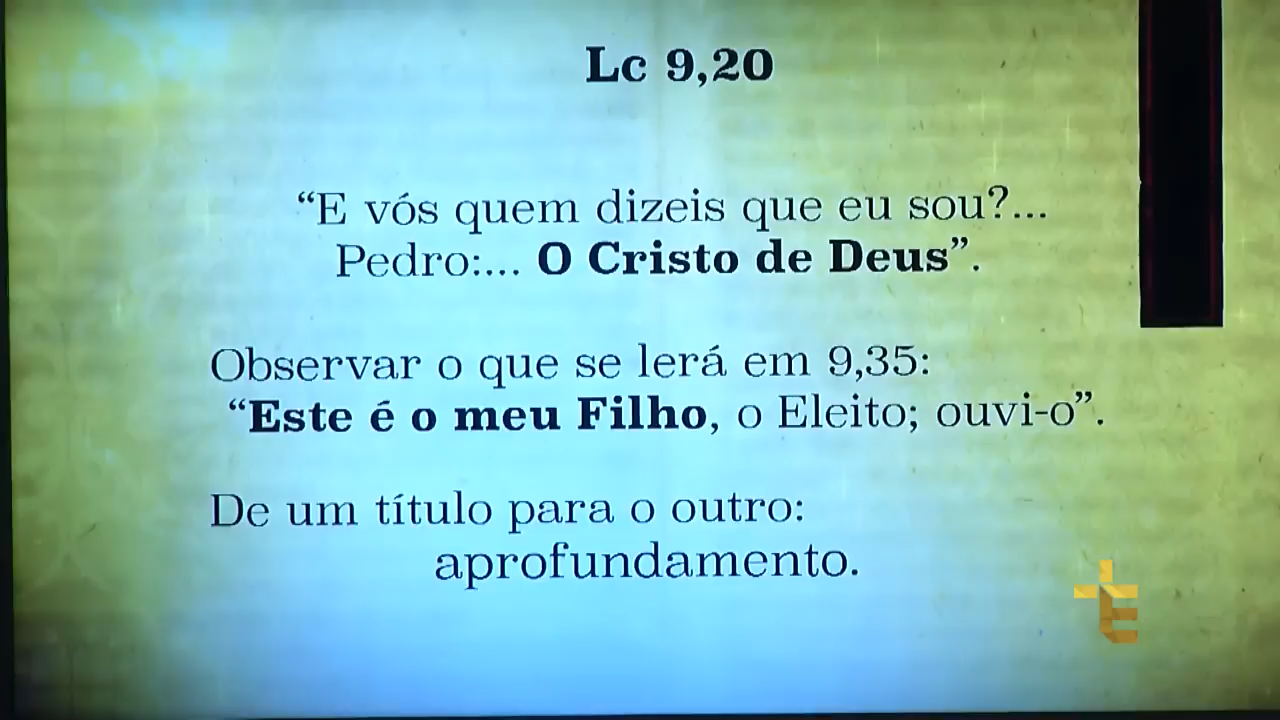 Lc 9,20
“E vós quem dizeis que eu sou?...
Pedro:... O Cristo de Deus”.
Observar o que se lerá em 9,35:
“Este é o meu Filho, o Eleito; ouvi-o”.
De um título para o outro:
aprofundamento.